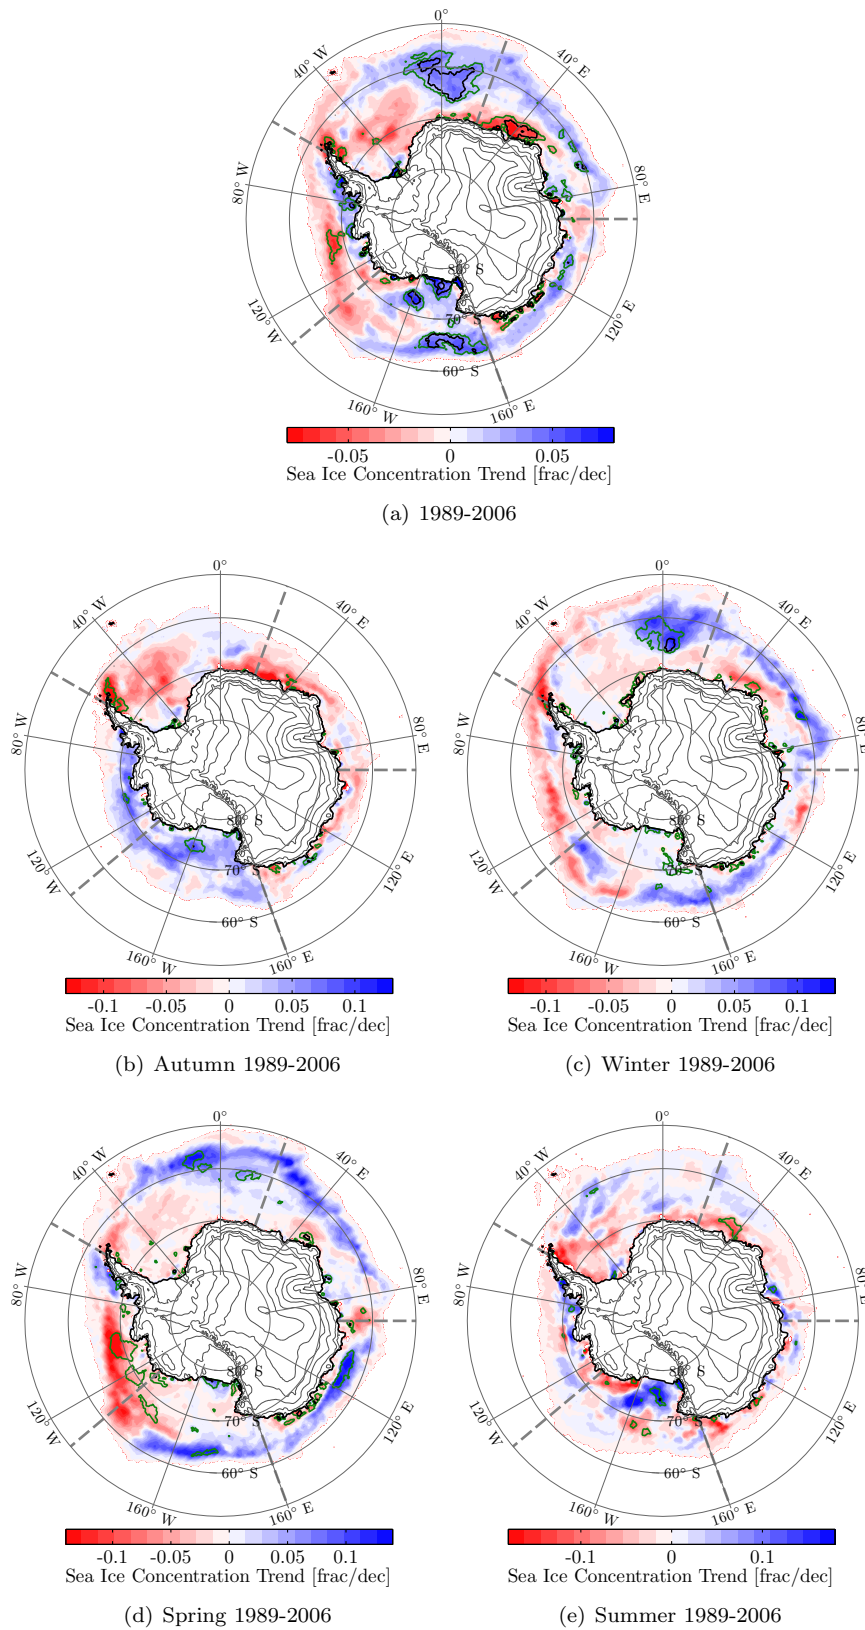 0°
40° W
40° E
80° W
80° E
80° S
70° S
120° W
120° E
60° S
160° W
160° E
-0.05 0 0.05
Sea Ice Concentration Trend [frac/dec]
(a) 1989-2006
0°
40° W
40° E
80° W
80° E
80° S
120° W
120° E
70° S
60° S
160° W
160° E
-0.1 -0.05 0 0.05 0.1
Sea Ice Concentration Trend [frac/dec]
(b) Autumn 1989-2006
0°
40° W
40° E
80° W
80° E
80° S
120° W
120° E
70° S
60° S
160° W
160° E
-0.1 -0.05 0 0.05 0.1
Sea Ice Concentration Trend [frac/dec]
(c) Winter 1989-2006
0°
40° W
40° E
80° W
80° E
80° S
120° W
120° E
70° S
60° S
160° W
160° E
-0.1 -0.05 0 0.05 0.1
Sea Ice Concentration Trend [frac/dec]
(d) Spring 1989-2006
0°
40° W
40° E
80° W
80° E
80° S
120° W
120° E
70° S
60° S
160° W
160° E
-0.1 0 0.1
Sea Ice Concentration Trend [frac/dec]
(e) Summer 1989-2006